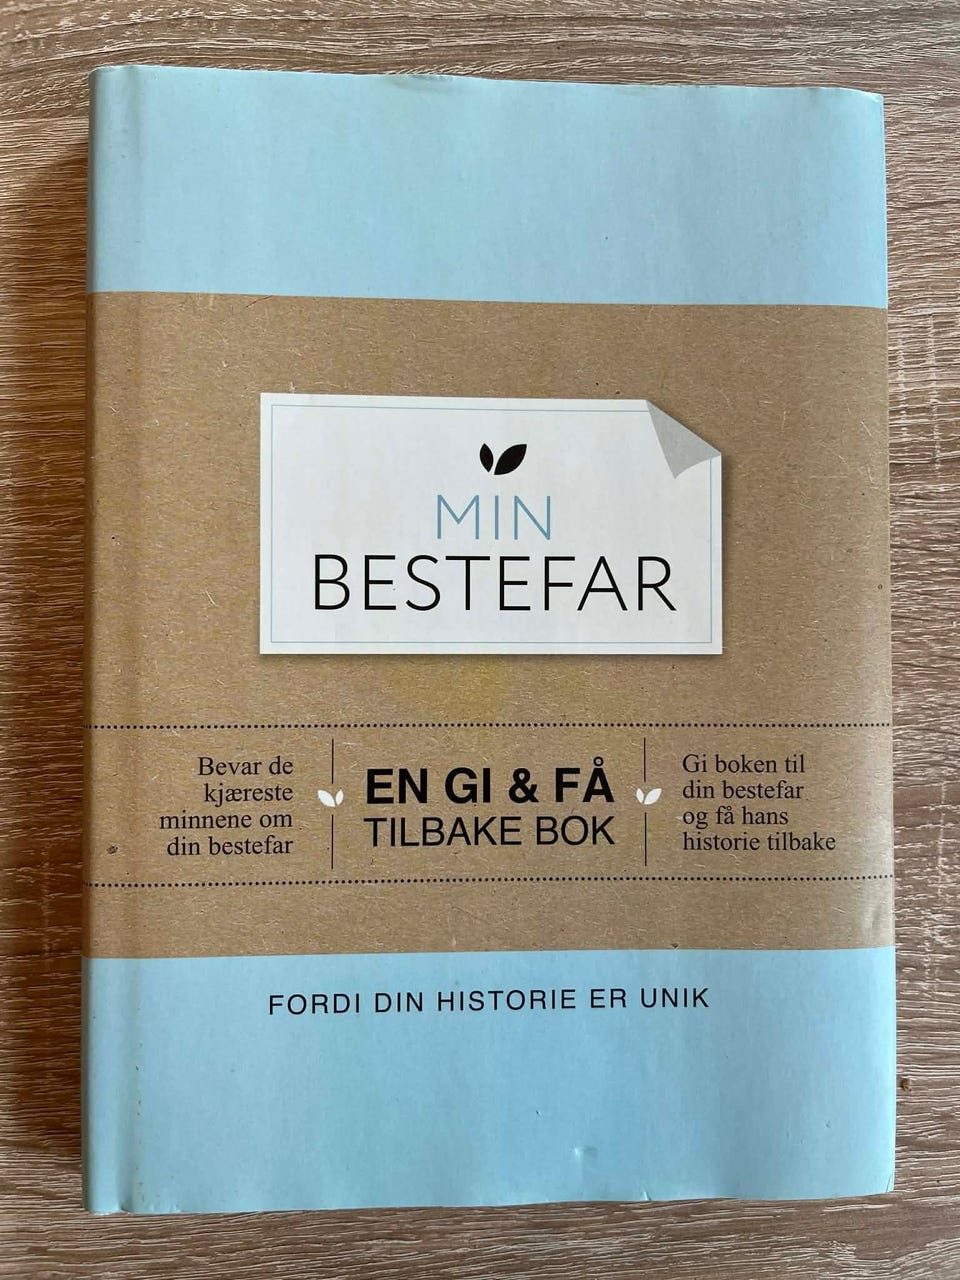 MIN
BESTEFAR
Bevar de
kjæreste
minnene om
din bestefar
EN GI & FÅ
TILBAKE BOK
Gi boken til
din bestefar
og få hans
historie tilbake
FORDI DIN HISTORIE ER UNIK